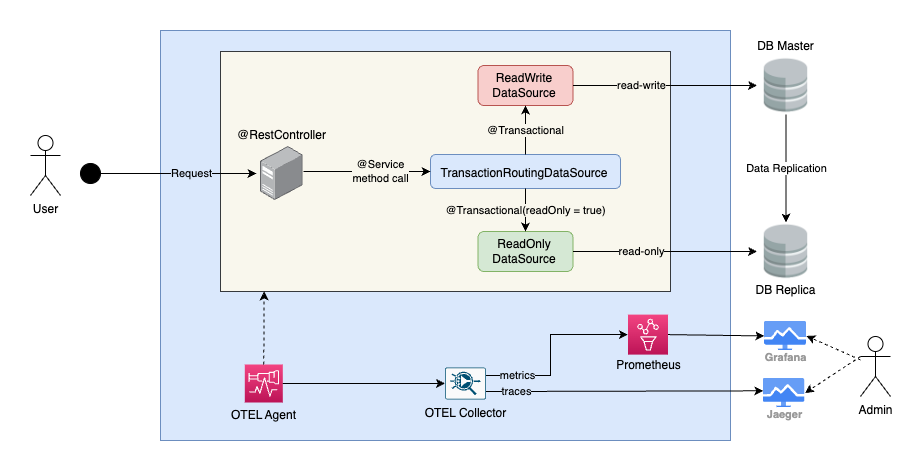 DB Master
ReadWrite
DataSource
read-write
@Transactional
@RestController
User
Request
@Service
method call
TransactionRoutingDataSource
Data Replication
@Transactional(readOnly = true)
ReadOnly
DataSource
read-only
DB Replica
Prometheus
Grafana
metrics
traces
OTEL Agent
OTEL Collector
Jaeger
Admin